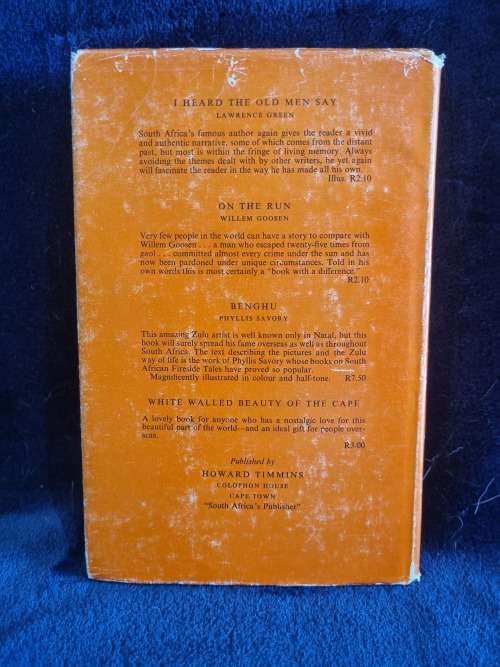 I HEARD THE OLD MEN SAY
LAWRENCE GREEN
South Africa's famous author again gives the reader a vivid
and authentic narrative, some of which comes from the distant
past, but most is within the fringe of living memory. Always
avoiding the themes dealt with by other writers, he yet again
will fascinate the reader in the way he has made all his own.
Illus. R2.10
ON THE RUN
WILLEM GOOSEN
Very few people in the world can have a story to compare with
Willem Goosen . . . a man who escaped twenty-five times from
gaol . . . committed almost every crime under the sun and has
now been pardoned under unique circumstances. Told in his
own words this is most certainly a "book with a difference."
R2.10
BENGHU
PHYLLIS SAVORY
This amazing Zulu artist is well known only in Natal, but this
book will surely spread his fame overseas as well as throughout
South Africa. The text describing the pictures and the Zulu
way of life is the work of Phyllis Savory whose books on South
African Fireside Tales have proved so popular.
Magnificently illustrated in colour and half-tone. R7.50
WHITE WALLED BEAUTY OF THE CAPE
A lovely book for anyone who has a nostalgic love for this
beautiful part of the world—and an ideal gift for people over-
seas.
R3.00
Published by
HOWARD TIMMINS
COLOPHON HOUSE
CAPE TOWN
"South Africa's Publisher"